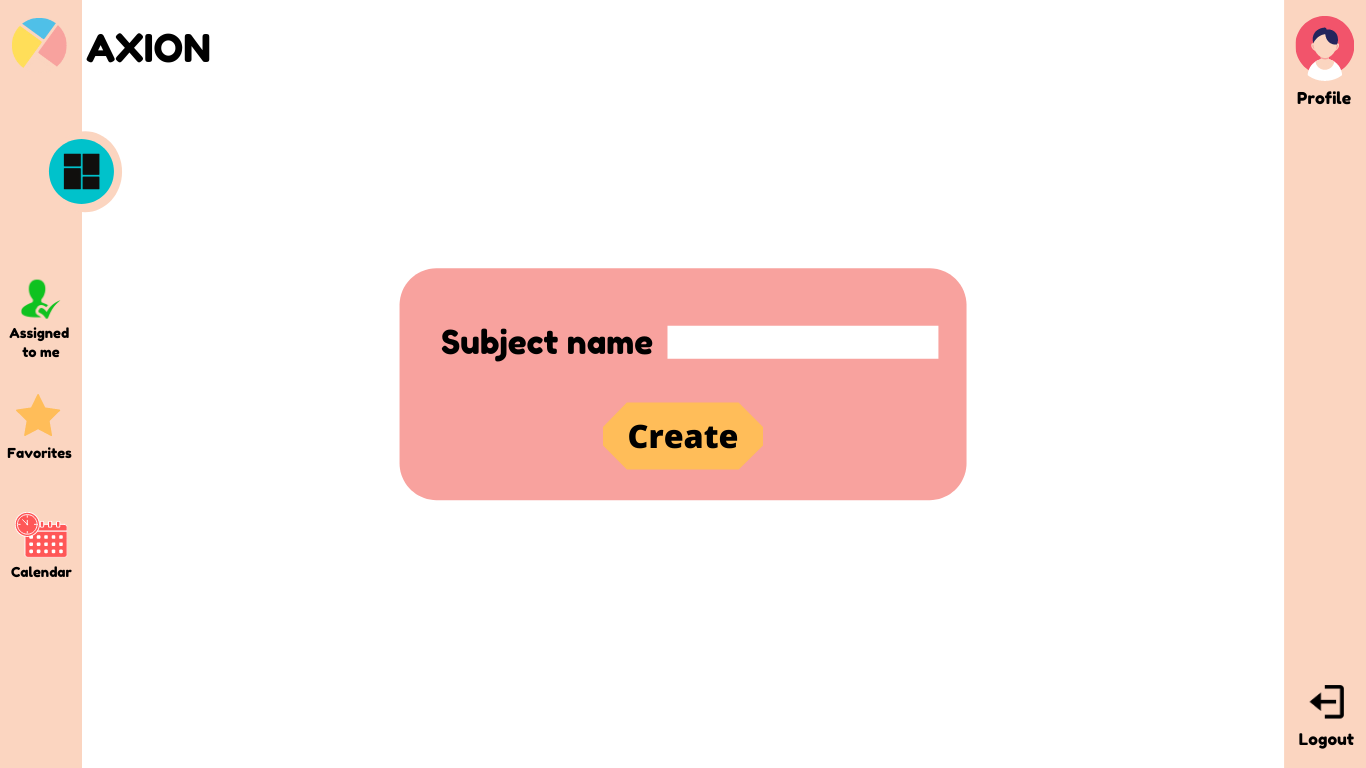 AXION
Profile
Assigned
to me
Favorites
Calendar
Subject name
Create
Logout